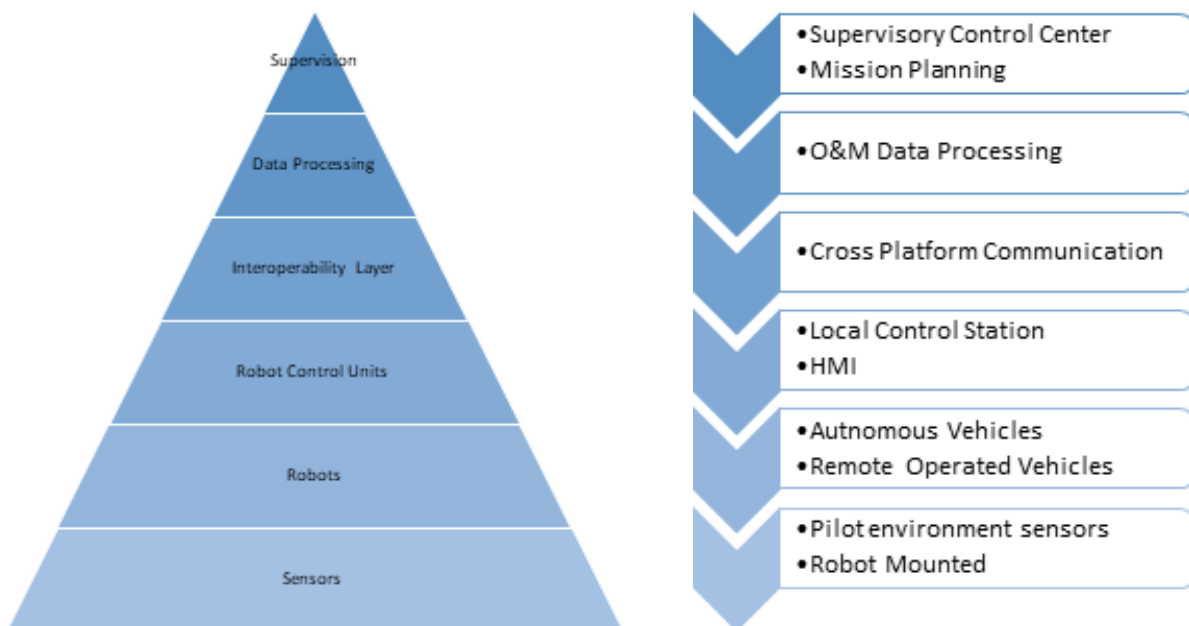 Supervision
Data Processing
Interoperability Layer
Robot Control Units
Robots
Sensors
•Supervisory Control Center
•Mission Planning
•O&M Data Processing
•Cross Platform Communication
•Local Control Station
•HMI
•Autnomous Vehicles
•Remote Operated Vehicles
•Pilot environment sensors
•Robot Mounted